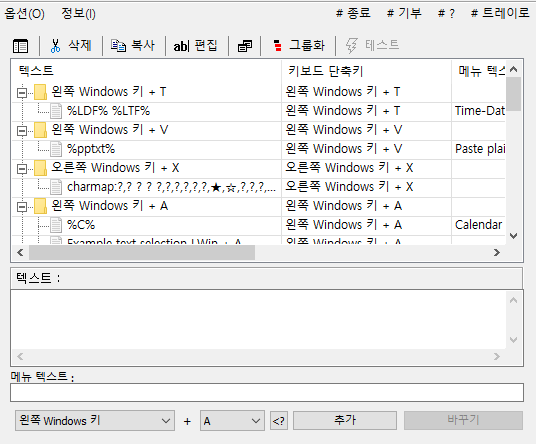 옵션(O) 정보(I) # 종료 # 기부 # ? # 트레이로
삭제 복사 ab| 편집 그룹화 테스트
텍스트 키보드 단축키 메뉴 텍스
왼쪽 Windows 키 + T 왼쪽 Windows 키 + T
%LDF% %LTF% 왼쪽 Windows 키 + T Time-Dat
왼쪽 Windows 키 + V 왼쪽 Windows 키 + V
%pptxt% 왼쪽 Windows 키 + V Paste plai
오른쪽 Windows 키 + X 오른쪽 Windows 키 + X
charmap:?,? ? ? ?,?,?,?,?,?,★,☆,?,?,?,... 오른쪽 Windows 키 + X
왼쪽 Windows 키 + A 왼쪽 Windows 키 + A
%C% 왼쪽 Windows 키 + A Calendar
Example text selection ! Win + A 왼쪽 Windows 키 + A
텍스트 :
메뉴 텍스트 :
왼쪽 Windows 키 + A <? 추가 바꾸기